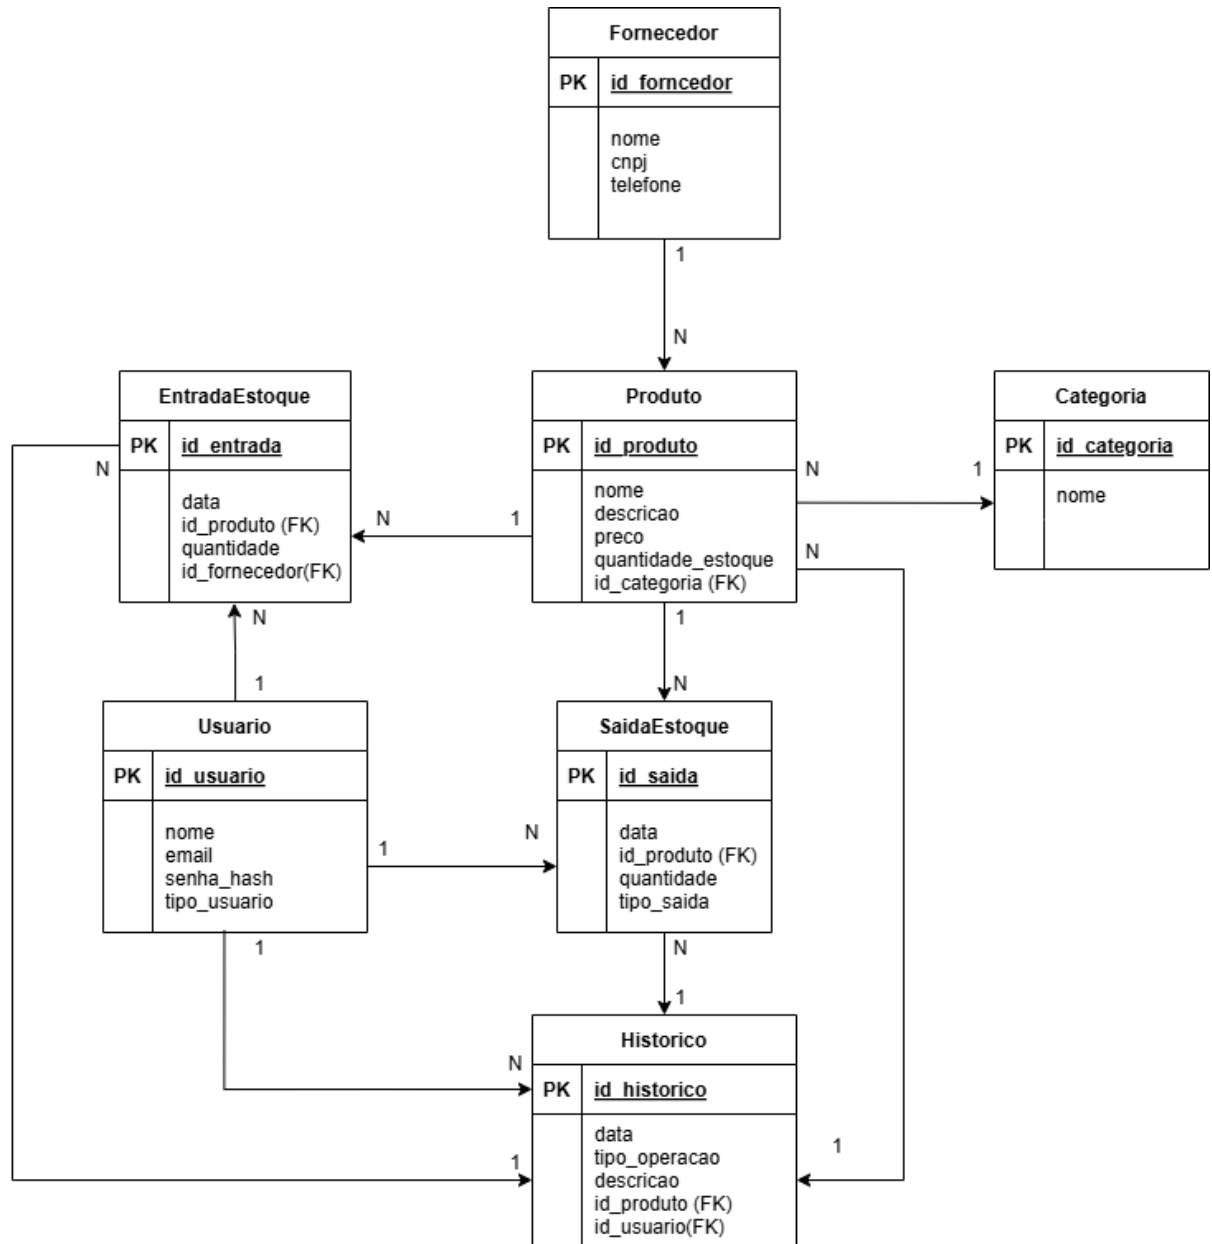 Fornecedor
PK id_forncedor
nome
cnpj
telefone
1
N
EntradaEstoque
PK id_entrada
data
id_produto (FK)
quantidade
id_fornecedor(FK)
N
N
1
Produto
PK id_produto
nome
descricao
preco
quantidade_estoque
id_categoria (FK)
N
1
N
Categoria
PK id_categoria
nome
N
1
1
N
Usuario
PK id_usuario
nome
email
senha_hash
tipo_usuario
1
N
1
SaidaEstoque
PK id_saida
data
id_produto (FK)
quantidade
tipo_saida
N
1
N
1
1
Historico
PK id_historico
data
tipo_operacao
descricao
id_produto (FK)
id_usuario(FK)